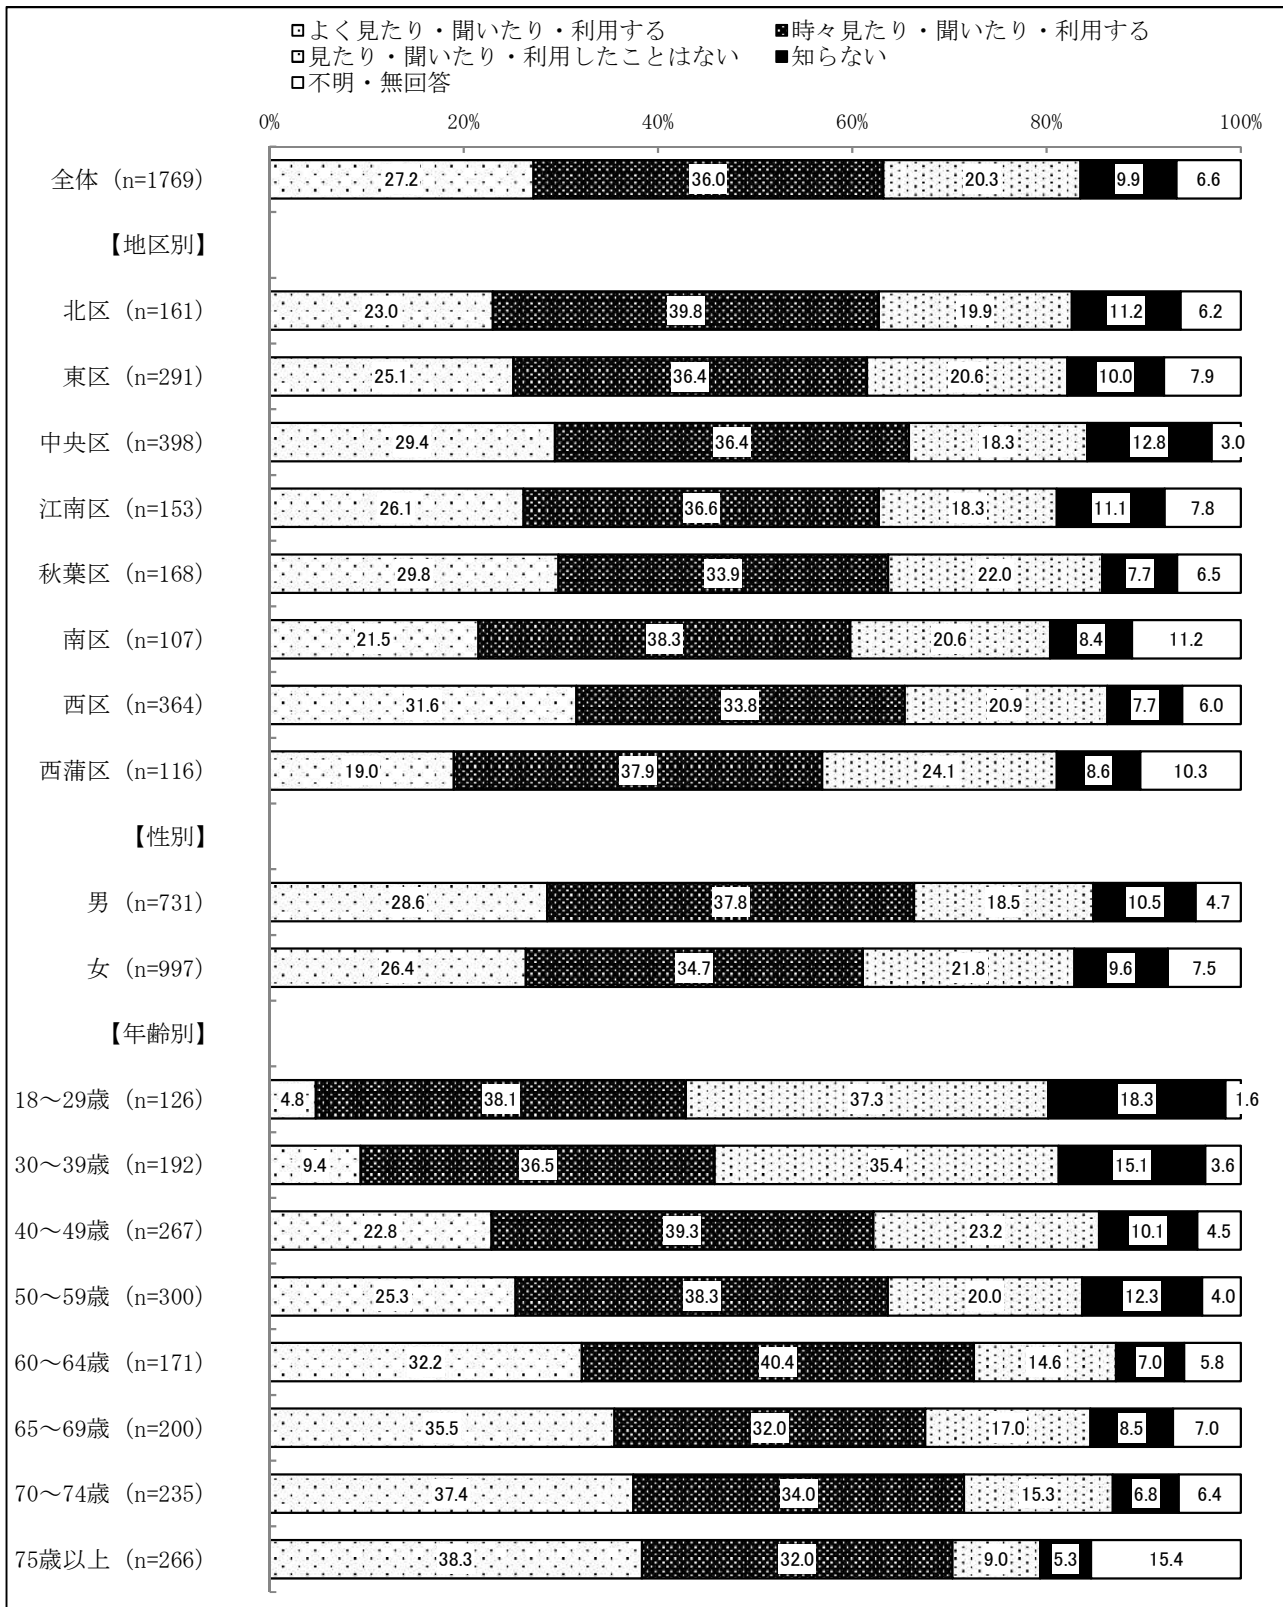 よく見たり・聞いたり・利用する 時々見たり・聞いたり・利用する
見たり・聞いたり・利用したことはない 知らない
不明・無回答
0% 20% 40% 60% 80% 100%
全体 (n=1769) 27.2 36.0 20.3 9.9 6.6
【地区別】
北区 (n=161) 23.0 39.8 19.9 11.2 6.2
東区 (n=291) 25.1 36.4 20.6 10.0 7.9
中央区 (n=398) 29.4 36.4 18.3 12.8 3.0
江南区 (n=153) 26.1 36.6 18.3 11.1 7.8
秋葉区 (n=168) 29.8 33.9 22.0 7.7 6.5
南区 (n=107) 21.5 38.3 20.6 8.4 11.2
西区 (n=364) 31.6 33.8 20.9 7.7 6.0
西蒲区 (n=116) 19.0 37.9 24.1 8.6 10.3
【性別】
男 (n=731) 28.6 37.8 18.5 10.5 4.7
女 (n=997) 26.4 34.7 21.8 9.6 7.5
【年齢別】
18～29歳 (n=126) 4.8 38.1 37.3 18.3 1.6
30～39歳 (n=192) 9.4 36.5 35.4 15.1 3.6
40～49歳 (n=267) 22.8 39.3 23.2 10.1 4.5
50～59歳 (n=300) 25.3 38.3 20.0 12.3 4.0
60～64歳 (n=171) 32.2 40.4 14.6 7.0 5.8
65～69歳 (n=200) 35.5 32.0 17.0 8.5 7.0
70～74歳 (n=235) 37.4 34.0 15.3 6.8 6.4
75歳以上 (n=266) 38.3 32.0 9.0 5.3 15.4